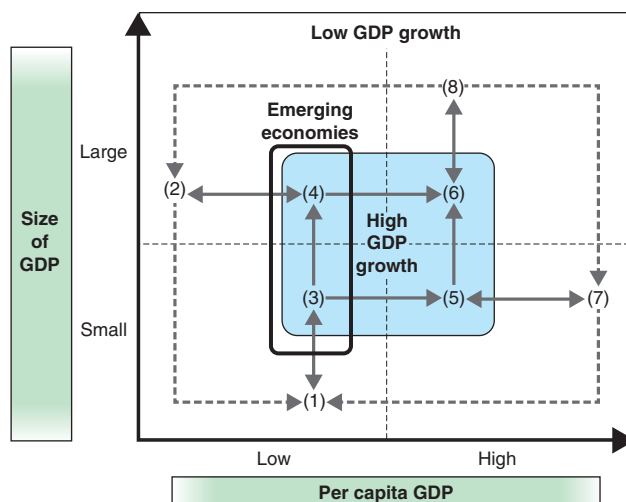 Low GDP growth
(8)
Emerging
economies
Large
(2)
(4)
(6)
Size
of
GDP
High
GDP
growth
(3)
(5)
(7)
Small
(1)
Low
High
Per capita GDP